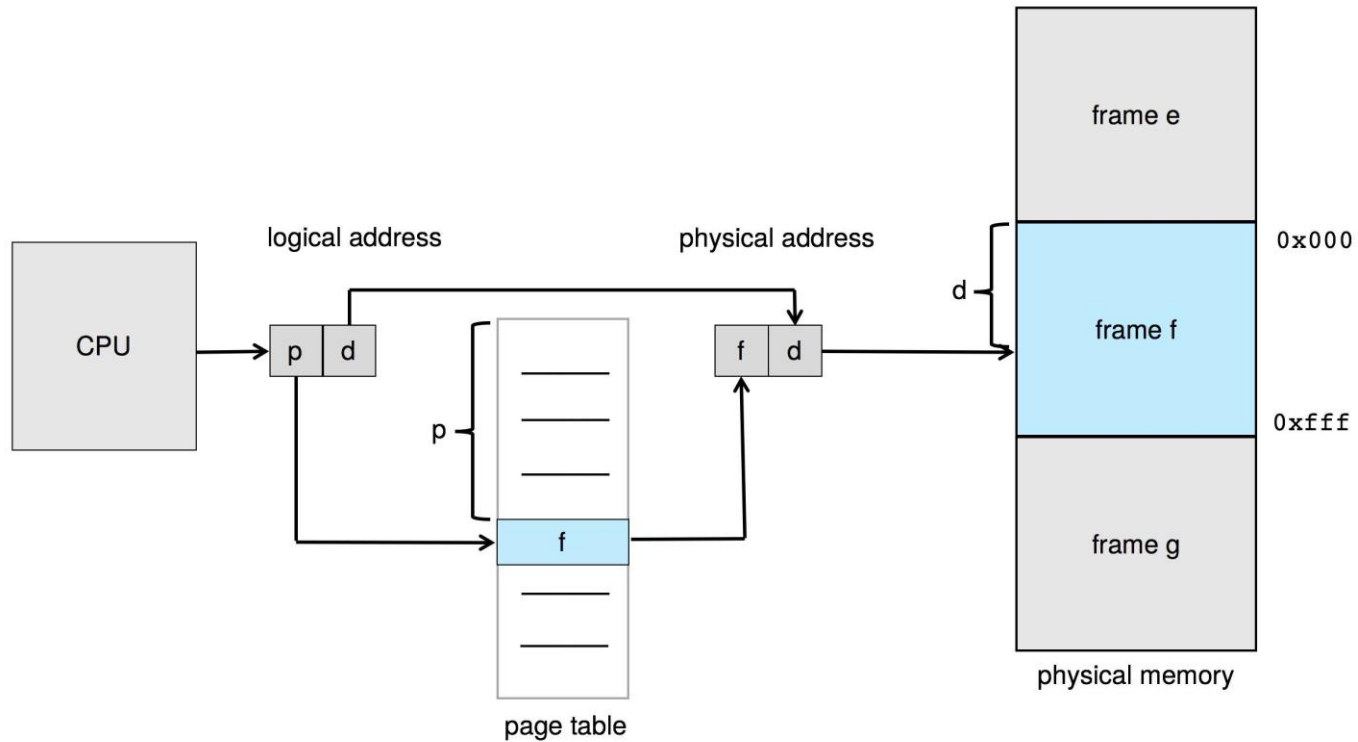 frame e
logical address
physical address
0x000
CPU
p d
f d
d
frame f
p
0xfff
f
frame g
physical memory
page table